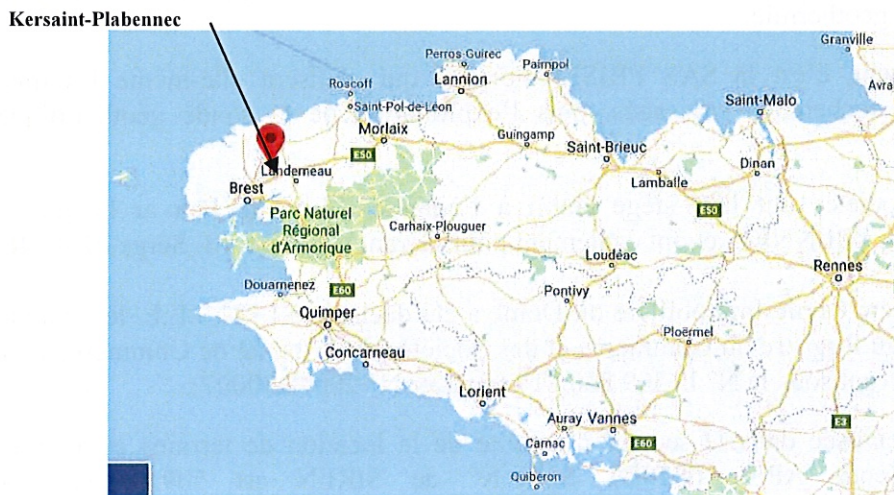 Kersaint-Plabennec
Granville
Perros-Guirec
Paimpol
Lannion
Avra
Roscoff
Saint-Pol-de-Léon
Saint-Malo
Morlaix
Guingamp
Saint-Brieuc
E50
Dinan
Landerneau
Lamballe
Brest
E50
Parc Naturel
Régional
d'Armorique
Carhaix-Plouguer
Loudéac
Rennes
Douarnenez
E60
Pontivy
Quimper
Ploërmel
Concarneau
Lorient
Auray
Vannes
E3
Carnac
E60
Quiberon